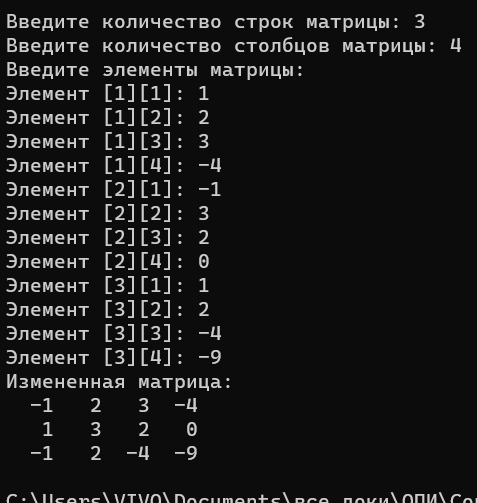 Введите количество строк матрицы: 3
Введите количество столбцов матрицы: 4
Введите элементы матрицы:
Элемент [1][1]: 1
Элемент [1][2]: 2
Элемент [1][3]: 3
Элемент [1][4]: -4
Элемент [2][1]: -1
Элемент [2][2]: 3
Элемент [2][3]: 2
Элемент [2][4]: 0
Элемент [3][1]: 1
Элемент [3][2]: 2
Элемент [3][3]: -4
Элемент [3][4]: -9
Измененная матрица:
-1 2 3 -4
1 3 2 0
-1 2 -4 -9
C:\Users\VIVO\Documents\все доки\ОПИ\Con